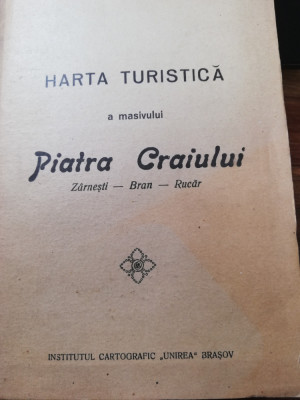 HARTA TURISTICĂ
a masivului
Piatra Craiului
Zărnești — Bran — Rucăr
INSTITUTUL CARTOGRAFIC „UNIREA” BRAȘOV